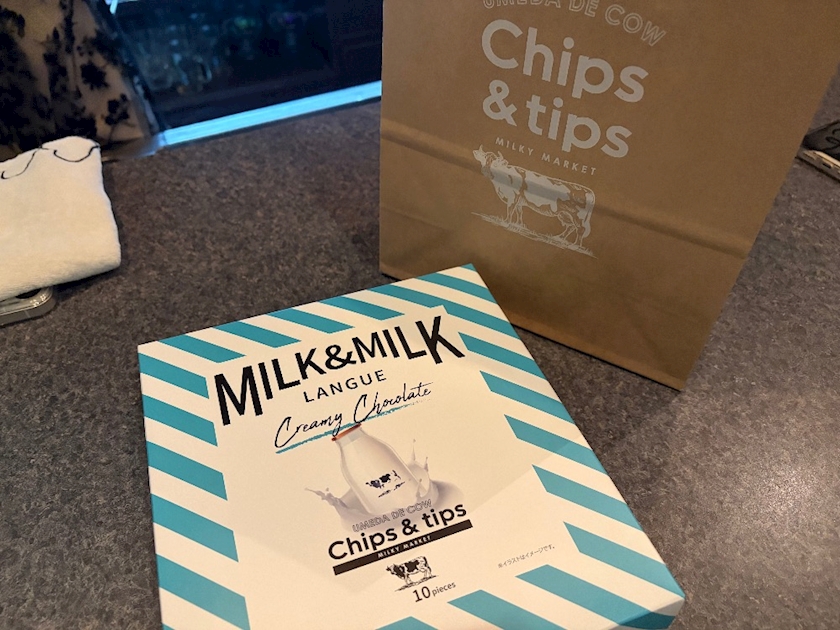 UMEDA DE COW
Chips
& tips
MILKY MARKET
MILK&MILK
LANGUE
Creamy Chocolate
UMEDA DE COW
Chips & tips
MILKY MARKET
10 pieces
※イラストはイメージです。